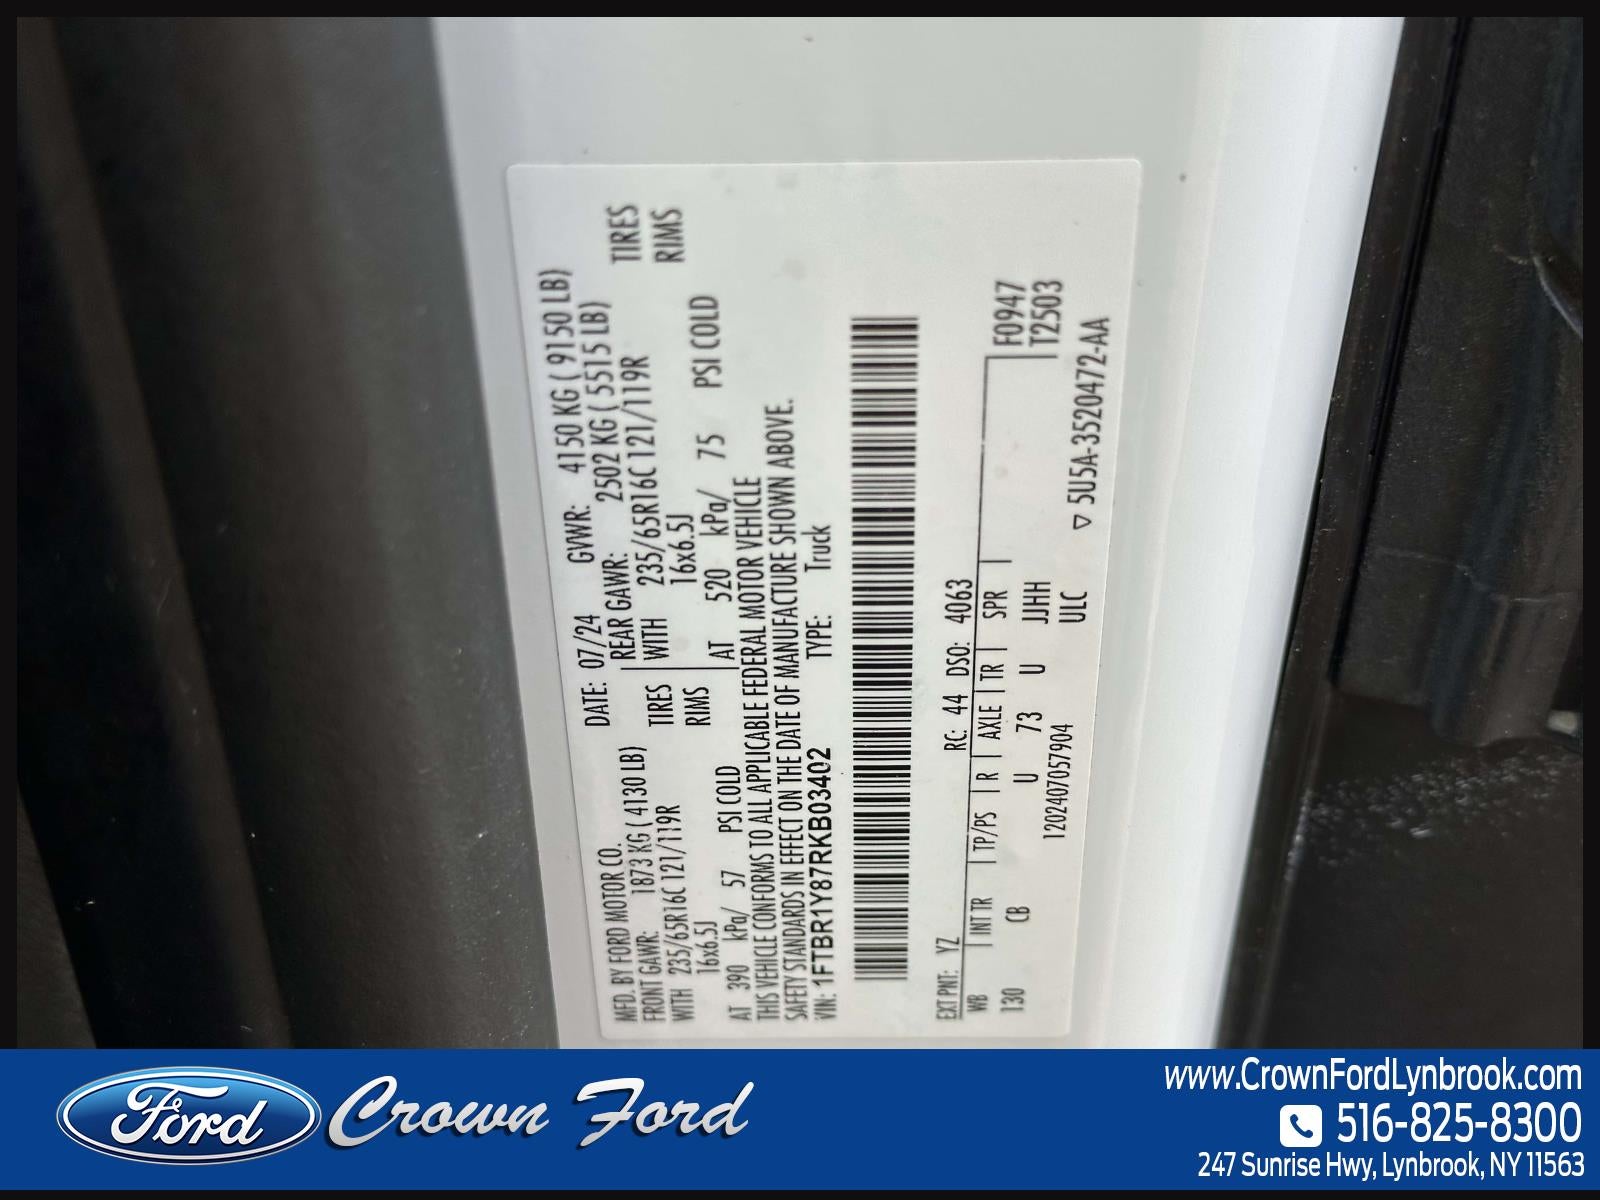 MFD. BY FORD MOTOR CO.
DATE: 07/24 GVWR: 4150 KG ( 9150 LB)
FRONT GAWR: 1873 KG ( 4130 LB) REAR GAWR: 2502 KG ( 5515 LB)
WITH 235/65R16C 121/119R TIRES WITH 235/65R16C 121/119R TIRES
16x6.5J RIMS 16x6.5J RIMS
AT 390 kPa/ 57 PSI COLD AT 520 kPa/ 75 PSI COLD
THIS VEHICLE CONFORMS TO ALL APPLICABLE FEDERAL MOTOR VEHICLE
SAFETY STANDARDS IN EFFECT ON THE DATE OF MANUFACTURE SHOWN ABOVE.
VIN: 1FTBR1Y87RKB03402 TYPE: Truck
EXT PNT: YZ RC: 44 DSO: 4063
WB INT TR TP/PS R AXLE TR SPR F0947
130 CB U 73 U JJHH T2503
120240705​7904 ULC
▽ 5U5A-3520472-AA
Ford Crown Ford
www.CrownFordLynbrook.com
516-825-8300
247 Sunrise Hwy, Lynbrook, NY 11563